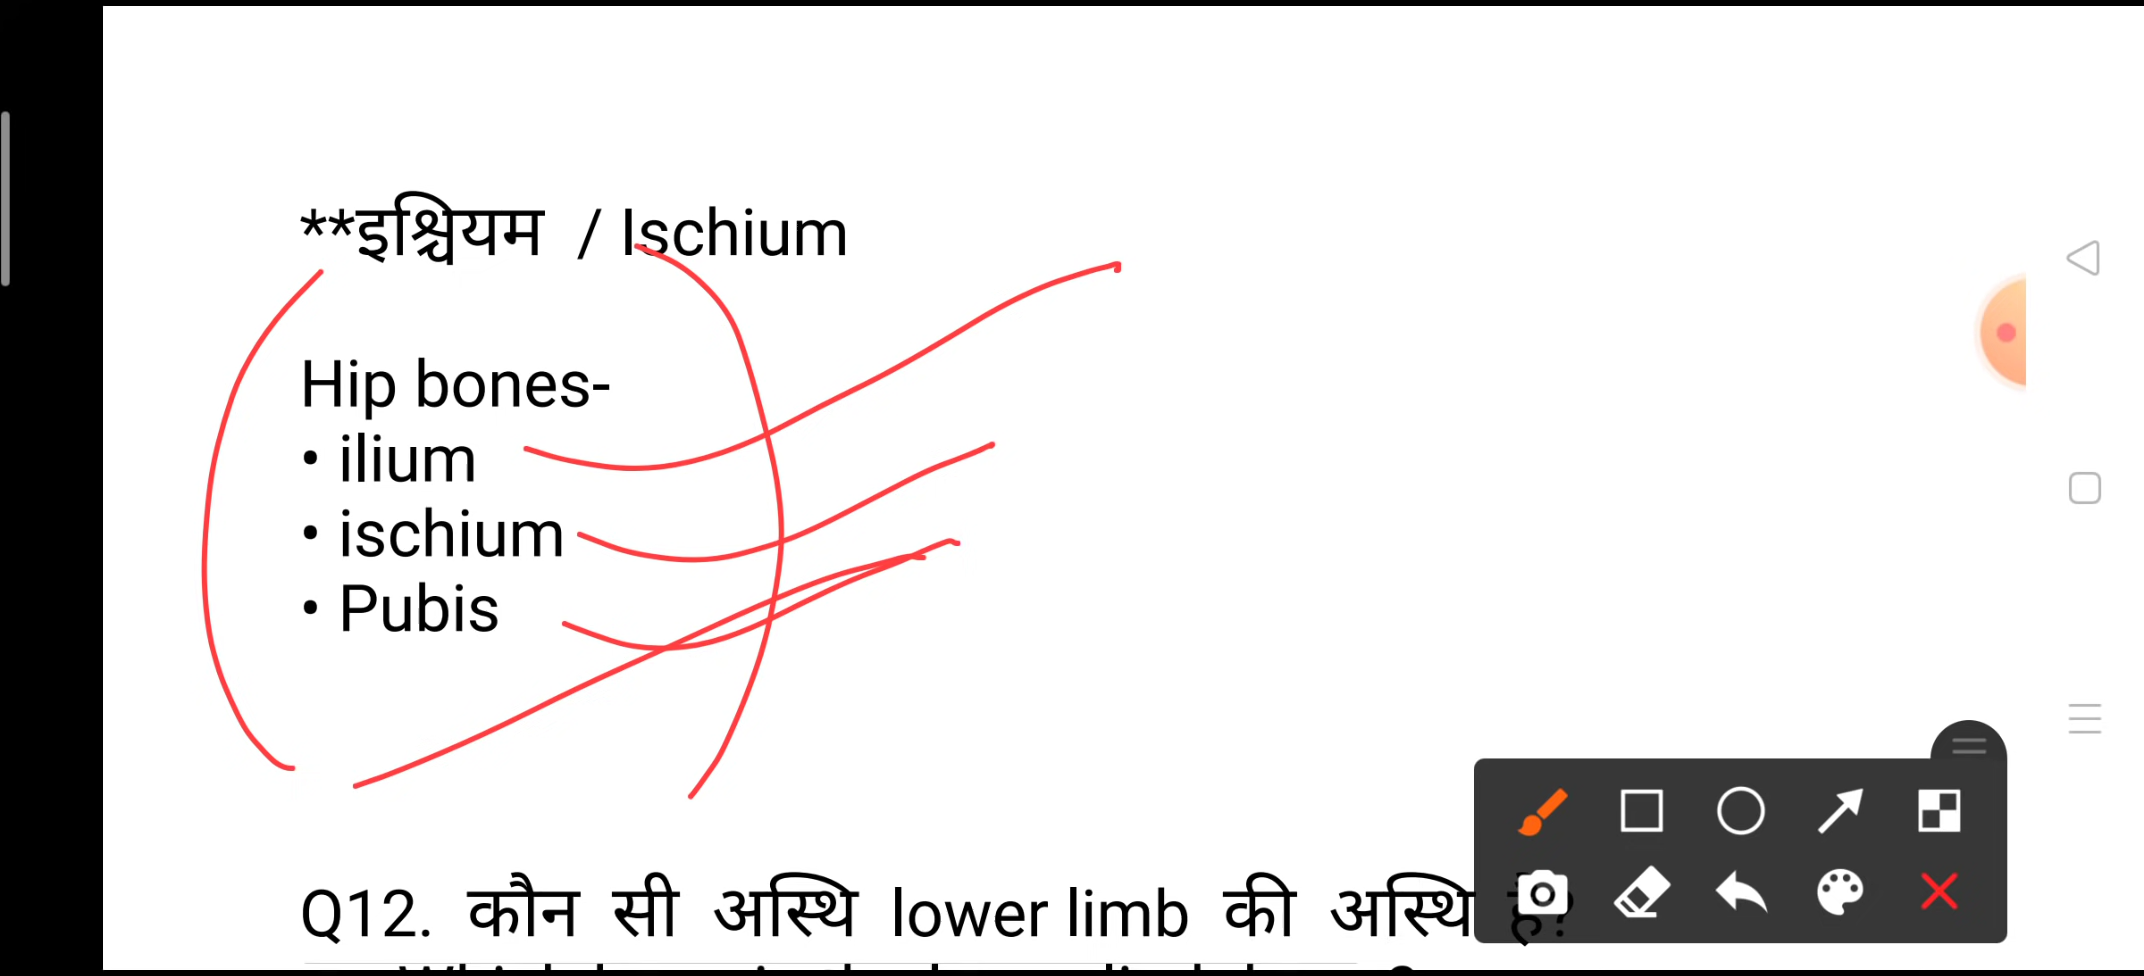 **इश्चियम / Ischium
Hip bones-
• ilium
• ischium
• Pubis
Q12. कौन सी अस्थि lower limb की अस्थि है?